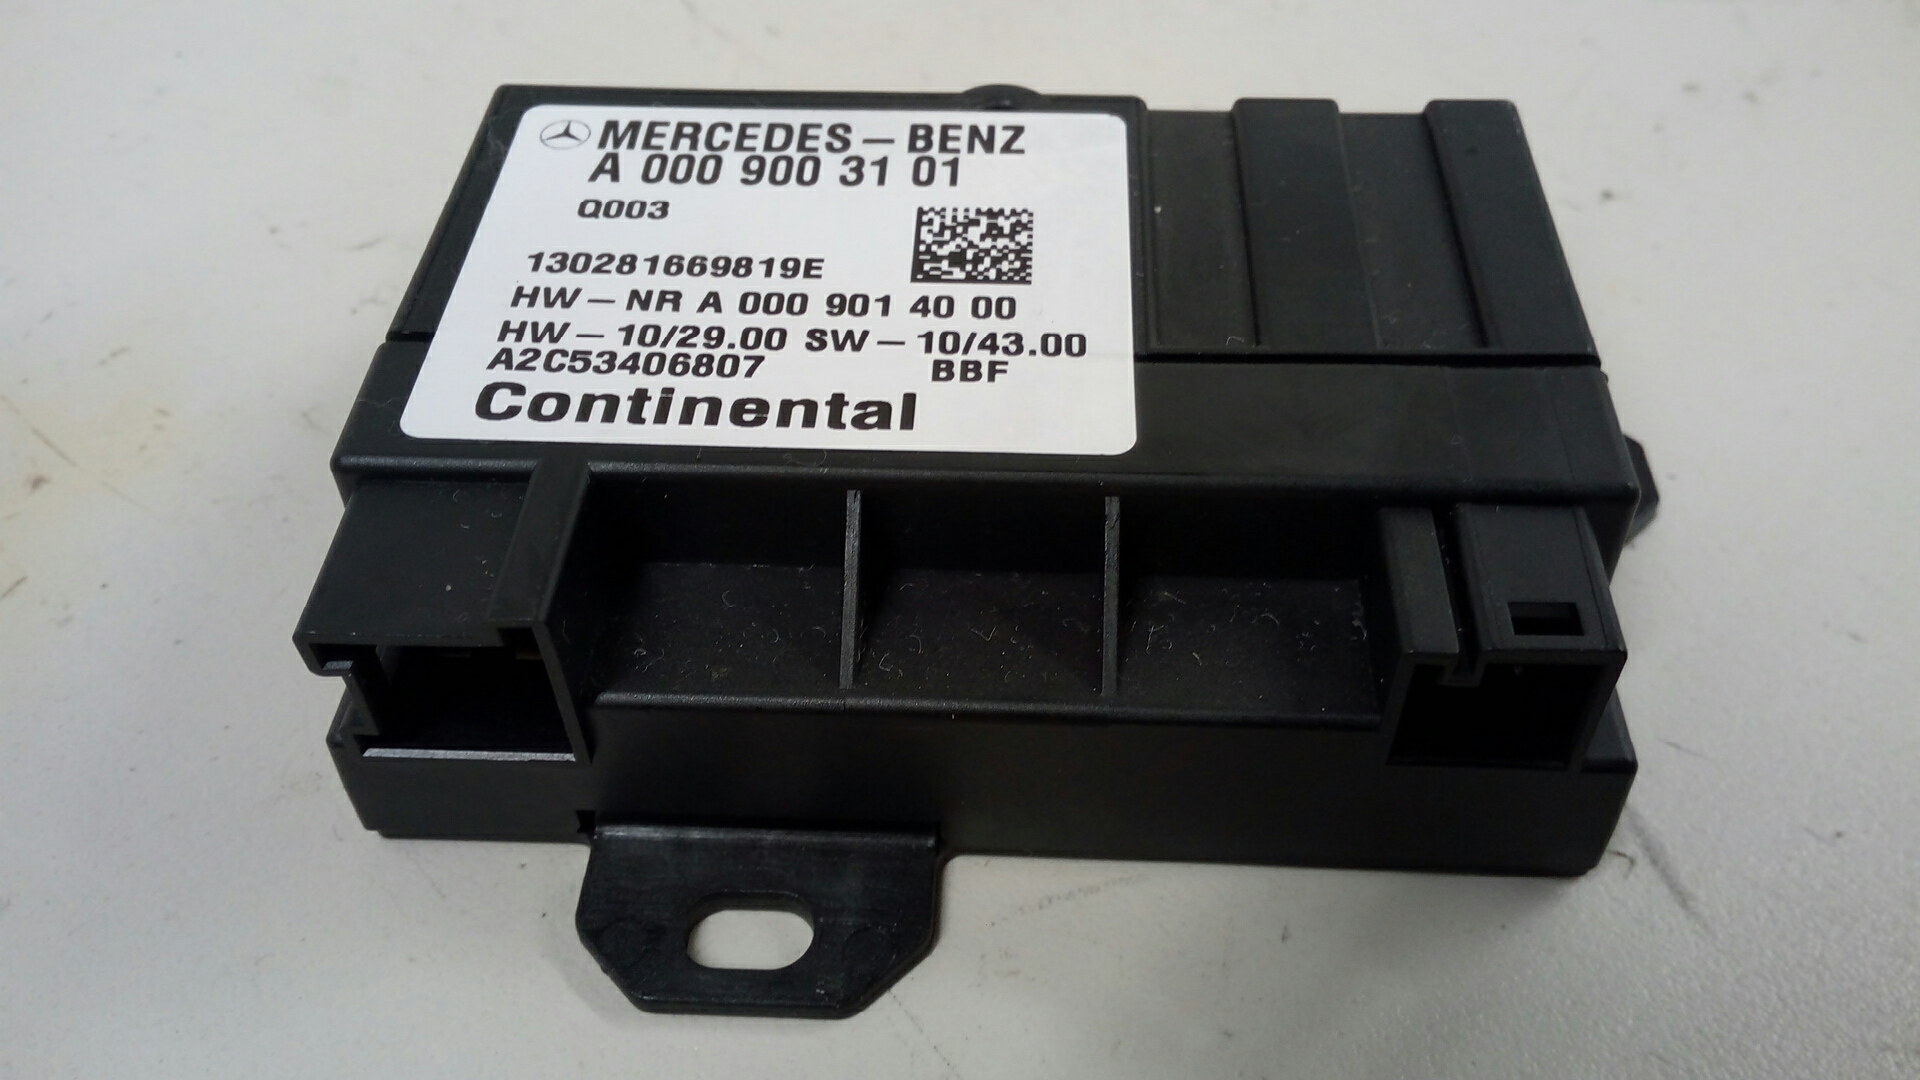 MERCEDES-BENZ
A 000 900 31 01
Q003
130281669819E
HW-NR A 000 901 40 00
HW-10/29.00 SW-10/43.00
A2C53406807 BBF
Continental